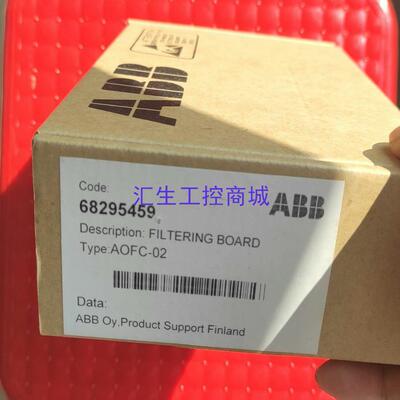 ABB
Code:
68295459
ABB
Description: FILTERING BOARD
Type:AOFC-02
Data:
ABB Oy.Product Support Finland
汇生工控商城